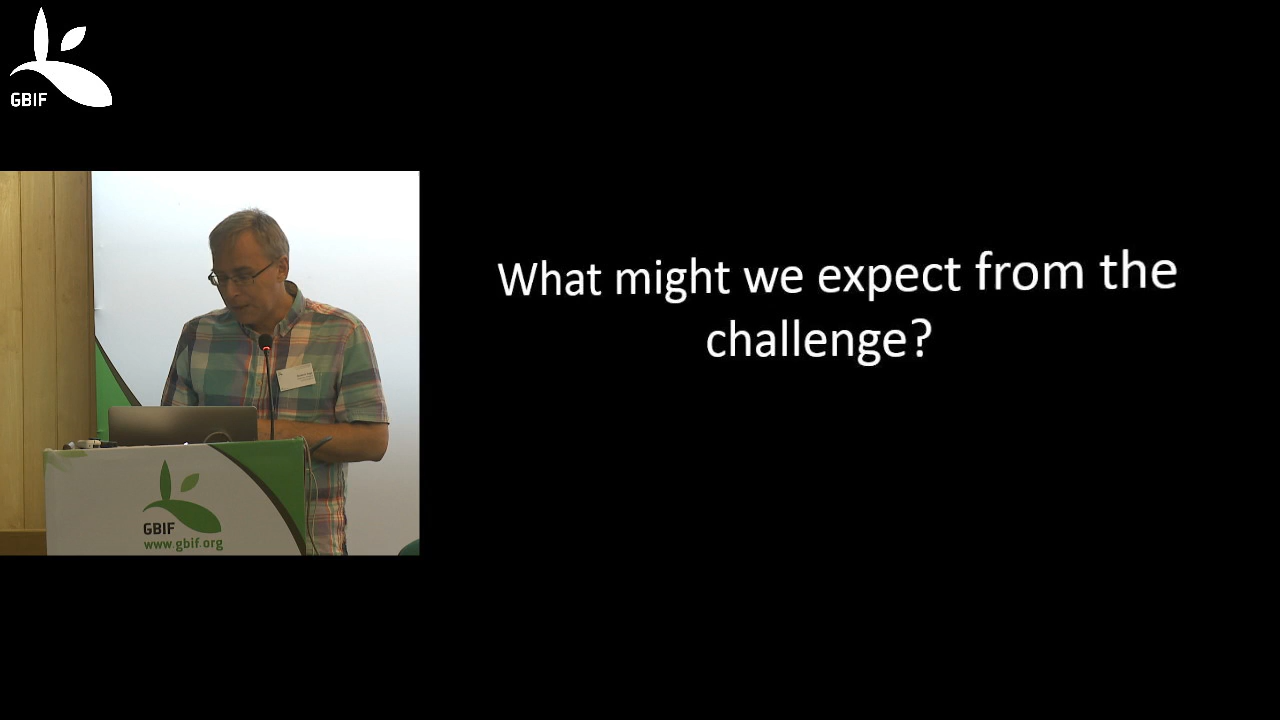 GBIF
What might we expect from the
challenge?
GBIF
www.gbif.org